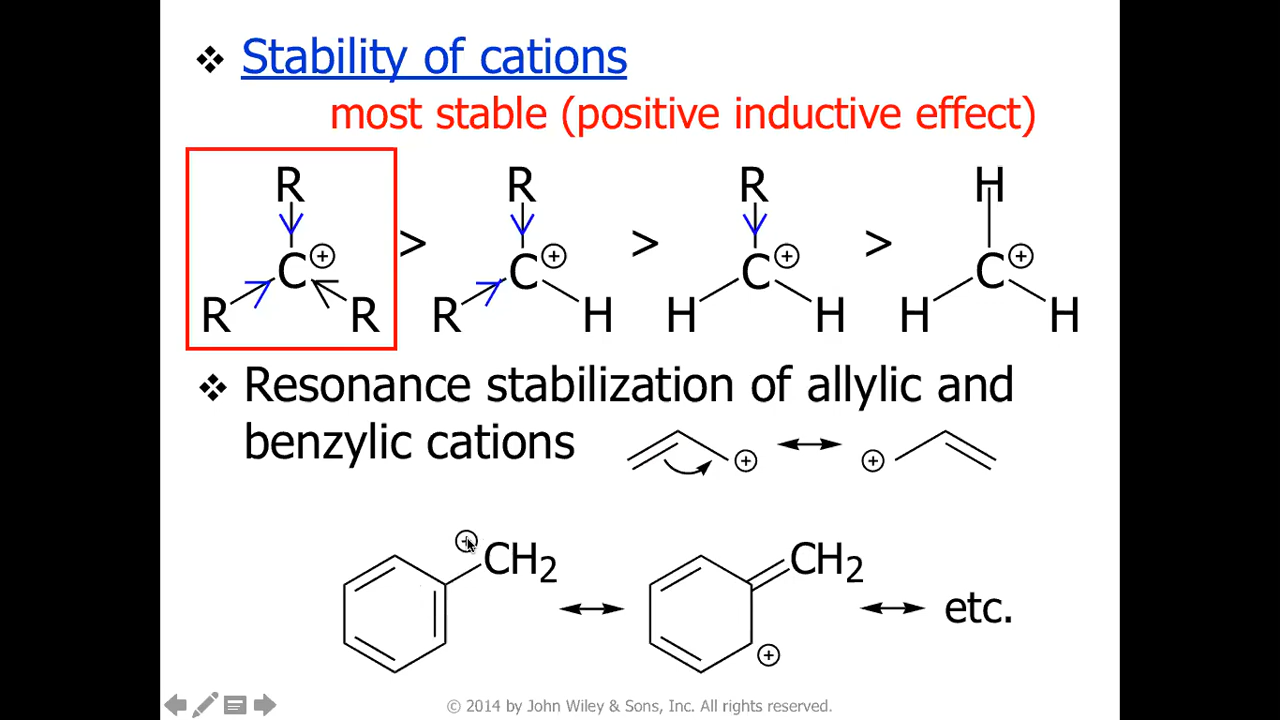 ❖ Stability of cations
most stable (positive inductive effect)
R R R H
C⊕ > C⊕ > C⊕ > C⊕
R R R H H H H H
❖ Resonance stabilization of allylic and
benzylic cations ⊕ ↔ ⊕
⊕ CH2 ↔ CH2 ⊕ ↔ etc.
© 2014 by John Wiley & Sons, Inc. All rights reserved.